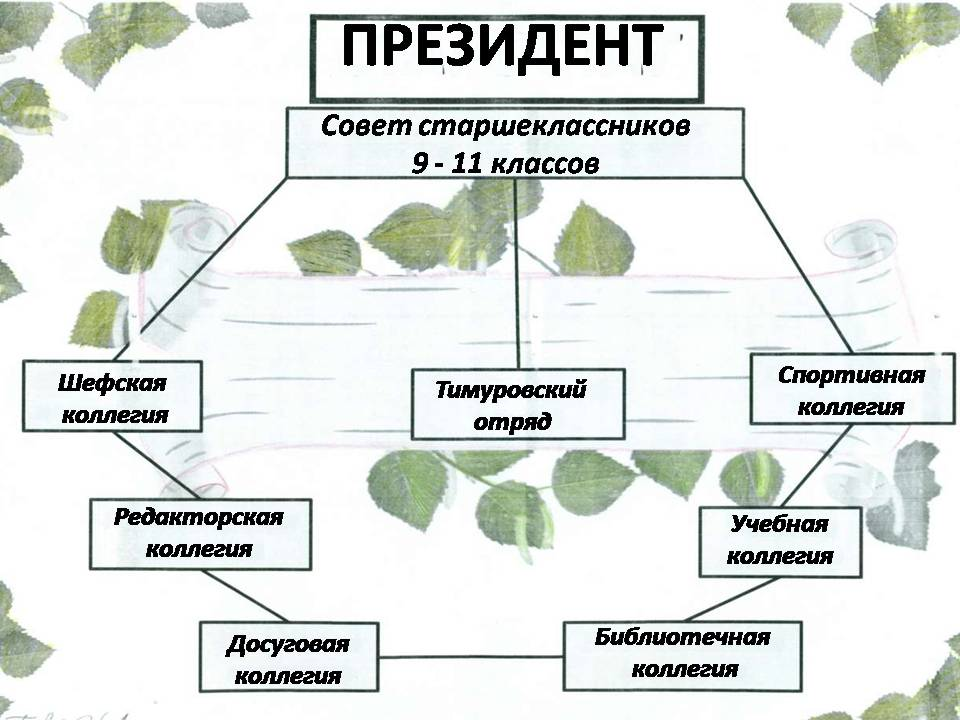 ПРЕЗИДЕНТ
Совет старшеклассников
9 - 11 классов
Шефская
коллегия
Тимуровский
отряд
Спортивная
коллегия
Редакторская
коллегия
Учебная
коллегия
Досуговая
коллегия
Библиотечная
коллегия